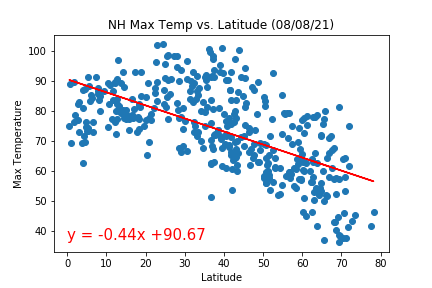 NH Max Temp vs. Latitude (08/08/21)
Max Temperature
100
90
80
70
60
50
40
y = -0.44x +90.67
0 10 20 30 40 50 60 70 80
Latitude